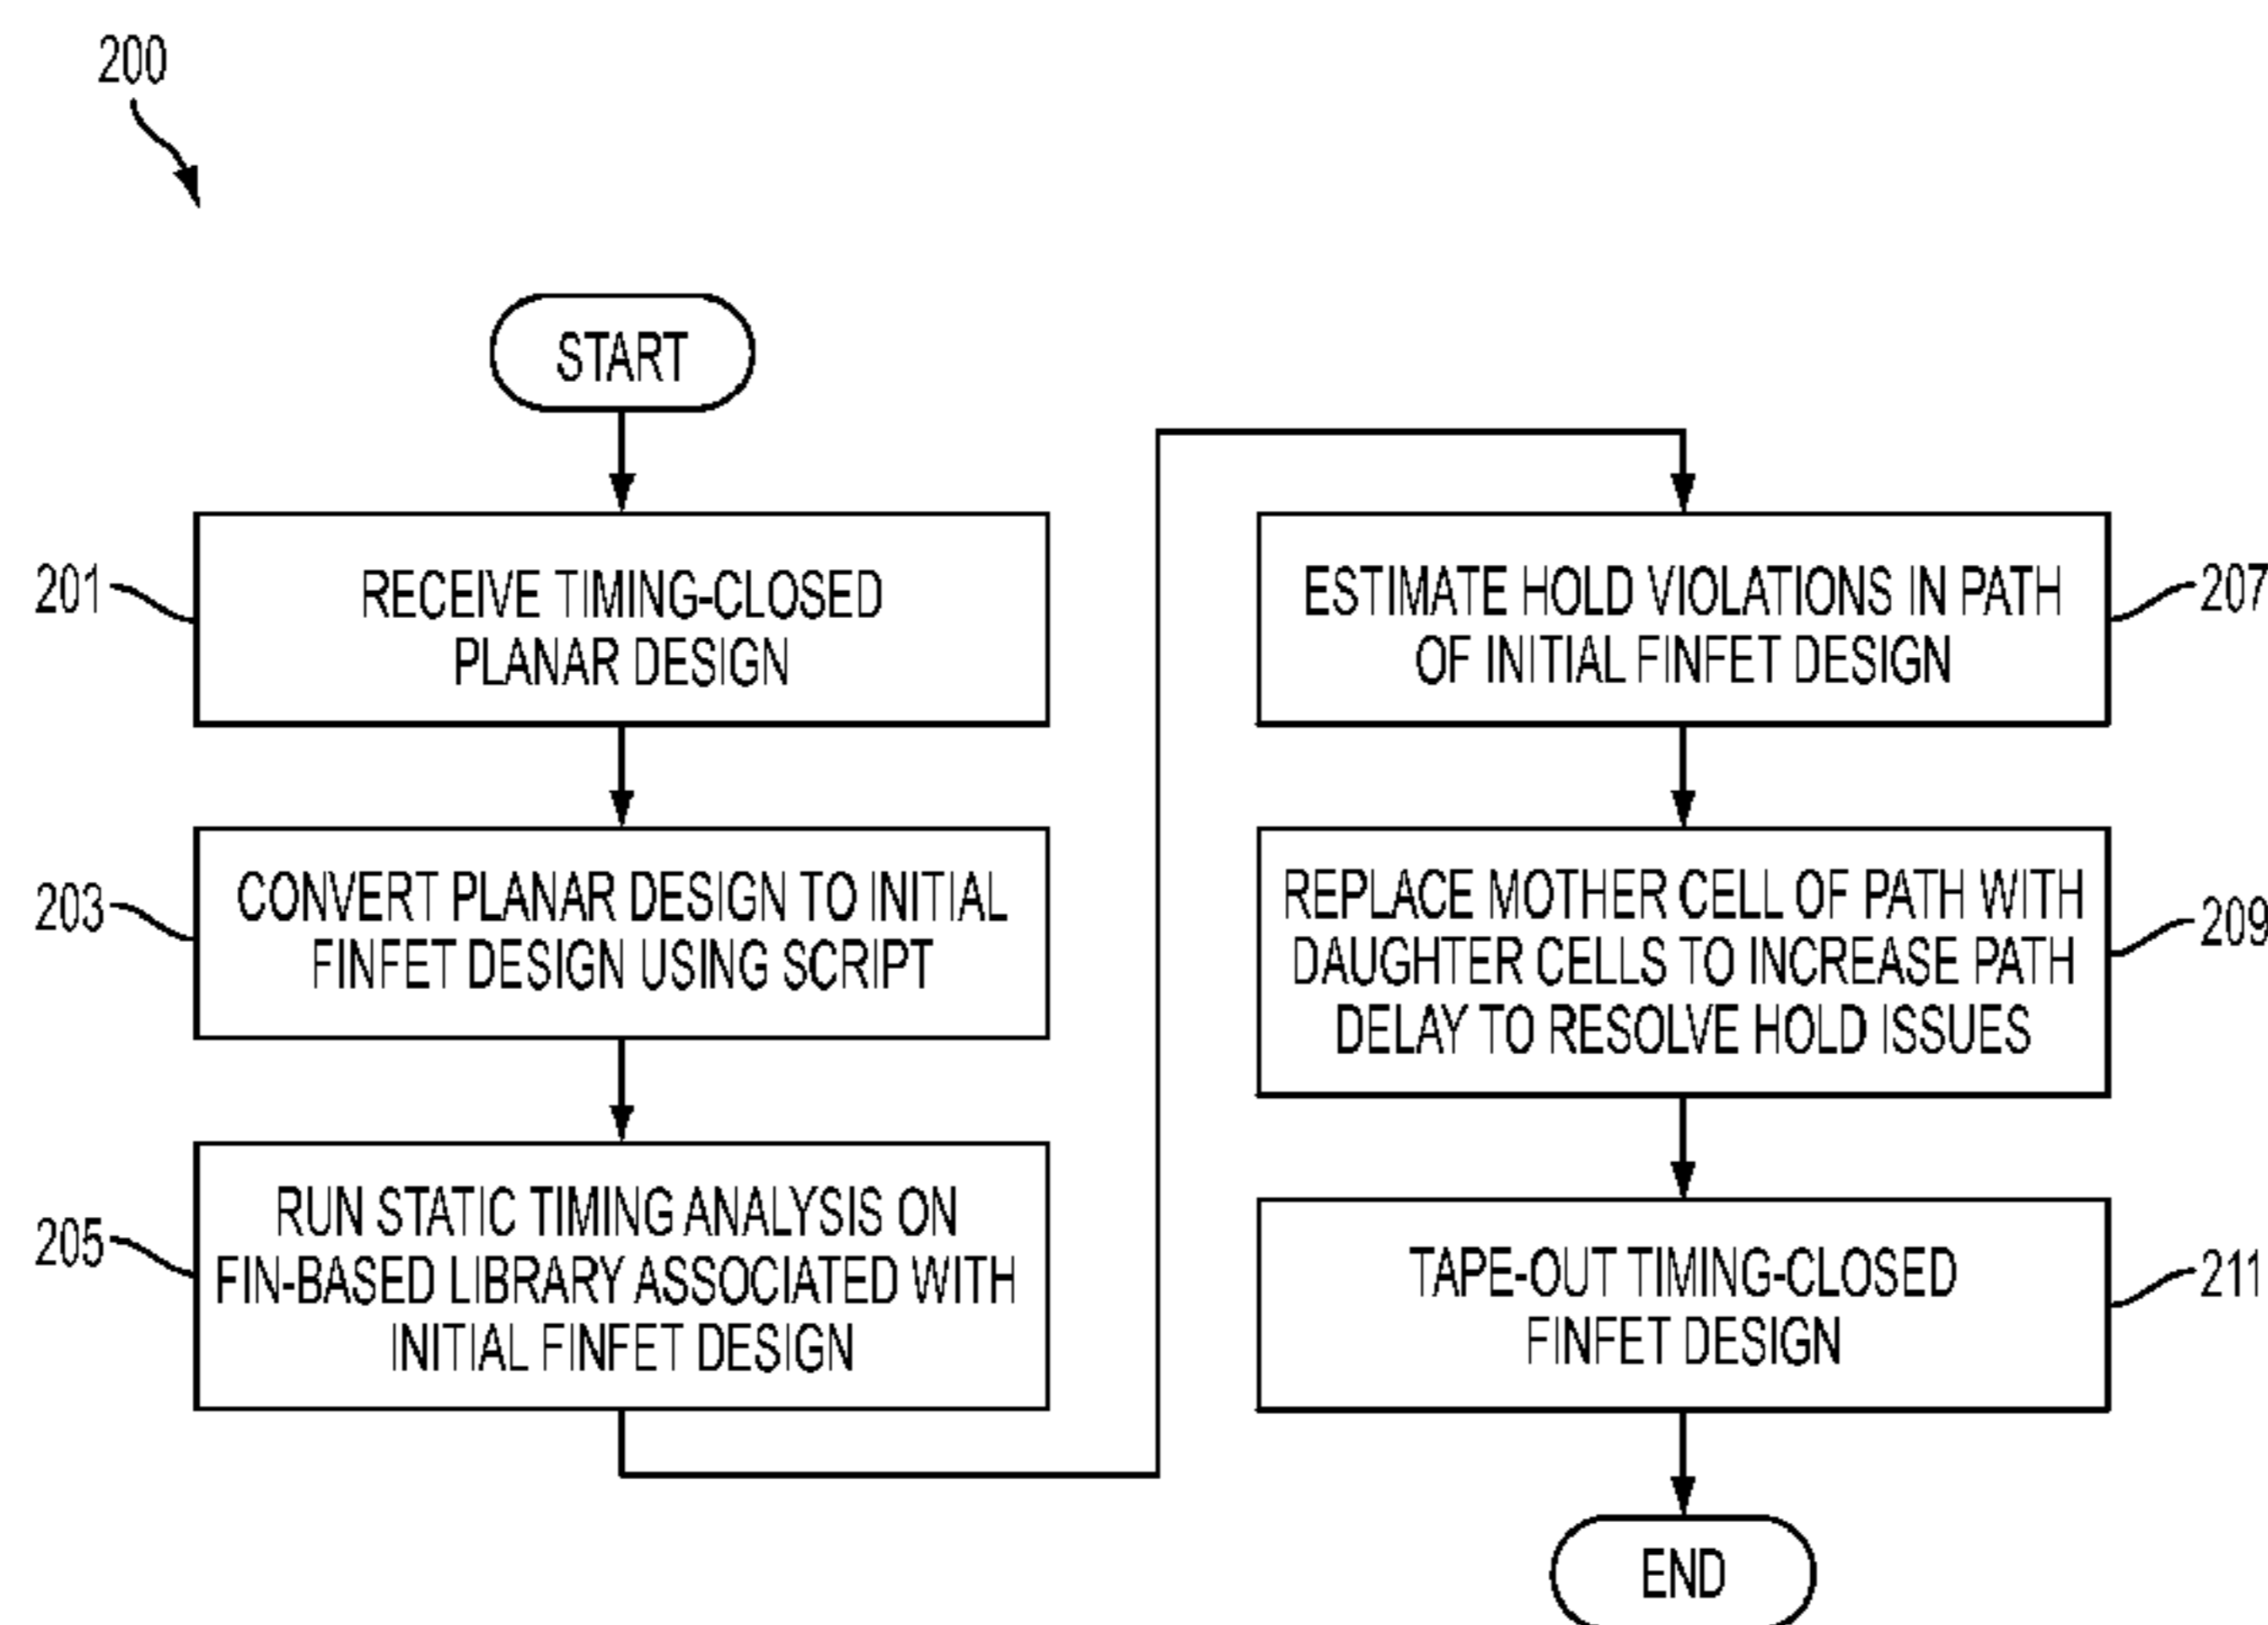 200
START
201
RECEIVE TIMING-CLOSED
PLANAR DESIGN
203
CONVERT PLANAR DESIGN TO INITIAL
FINFET DESIGN USING SCRIPT
205
RUN STATIC TIMING ANALYSIS ON
FIN-BASED LIBRARY ASSOCIATED WITH
INITIAL FINFET DESIGN
ESTIMATE HOLD VIOLATIONS IN PATH
OF INITIAL FINFET DESIGN
207
REPLACE MOTHER CELL OF PATH WITH
DAUGHTER CELLS TO INCREASE PATH
DELAY TO RESOLVE HOLD ISSUES
209
TAPE-OUT TIMING-CLOSED
FINFET DESIGN
211
END